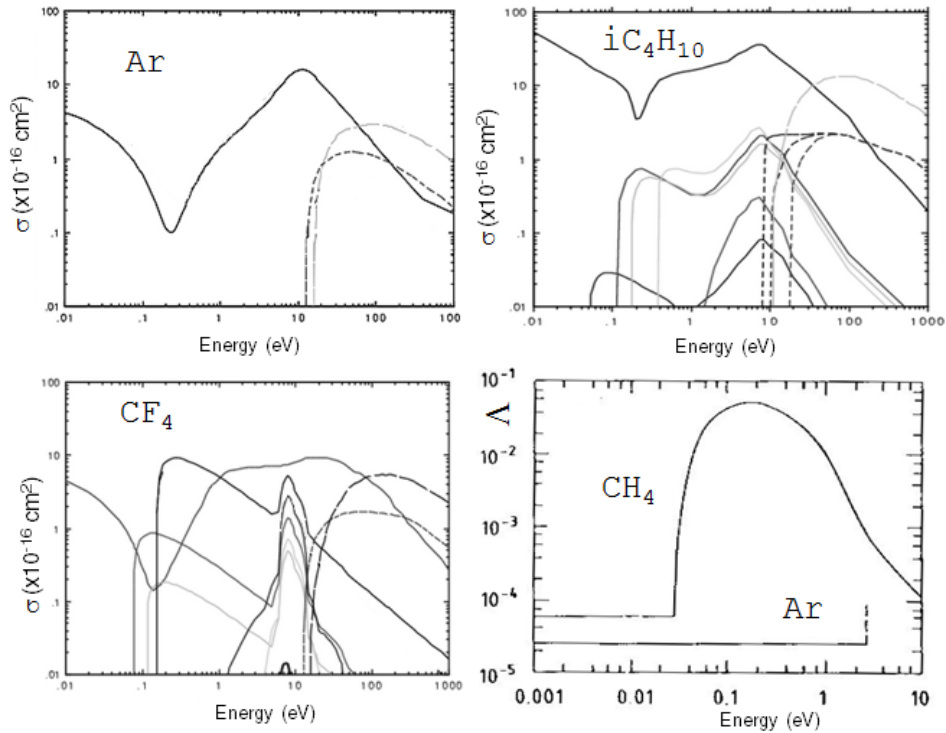 100
10
1
.1
.01
σ (x10⁻¹⁶ cm²)
Ar
.01 .1 1 10 100 100
Energy (eV)
100
10
1
.1
.01
σ (x10⁻¹⁶ cm²)
iC₄H₁₀
.01 .1 1 10 100 1000
Energy (eV)
100
10
1
.1
.01
σ (x10⁻¹⁶ cm²)
CF₄
.01 .1 1 10 100 1000
Energy (eV)
Λ
10⁻¹
10⁻²
10⁻³
10⁻⁴
10⁻⁵
CH₄
Ar
0.001 0.01 0.1 1 10
Energy (eV)